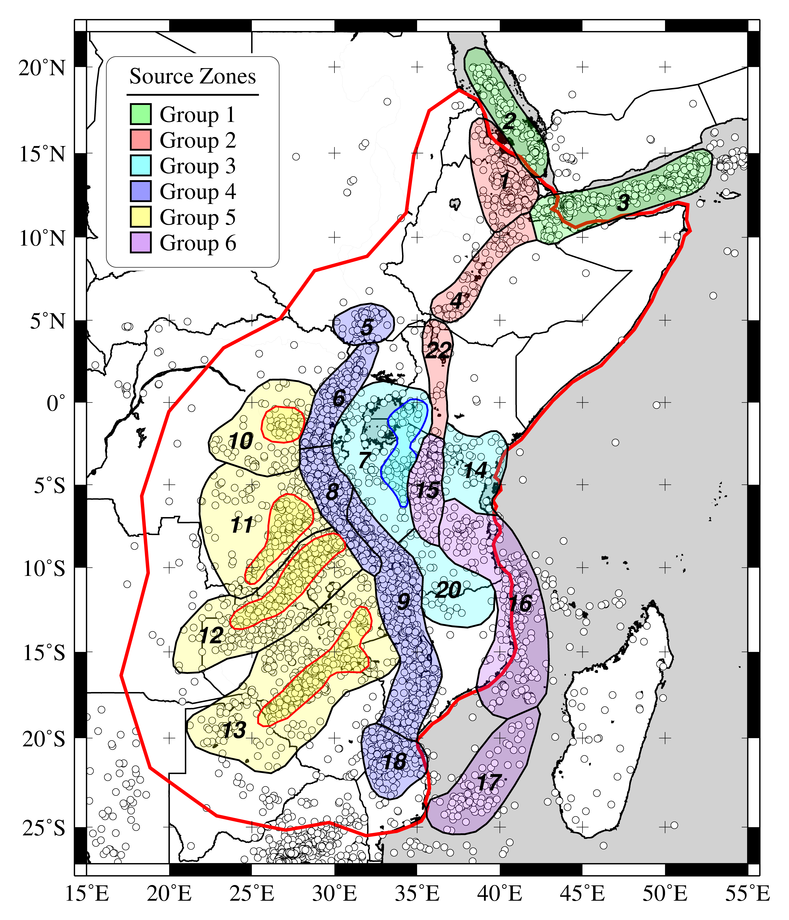 20°N
Source Zones
Group 1
Group 2
Group 3
Group 4
Group 5
Group 6
15°N
10°N
5°N
0°
5°S
10°S
15°S
20°S
25°S
2
1
3
4
5
22
6
10
7
14
15
8
11
20
9
16
12
13
18
17
15°E
20°E
25°E
30°E
35°E
40°E
45°E
50°E
55°E